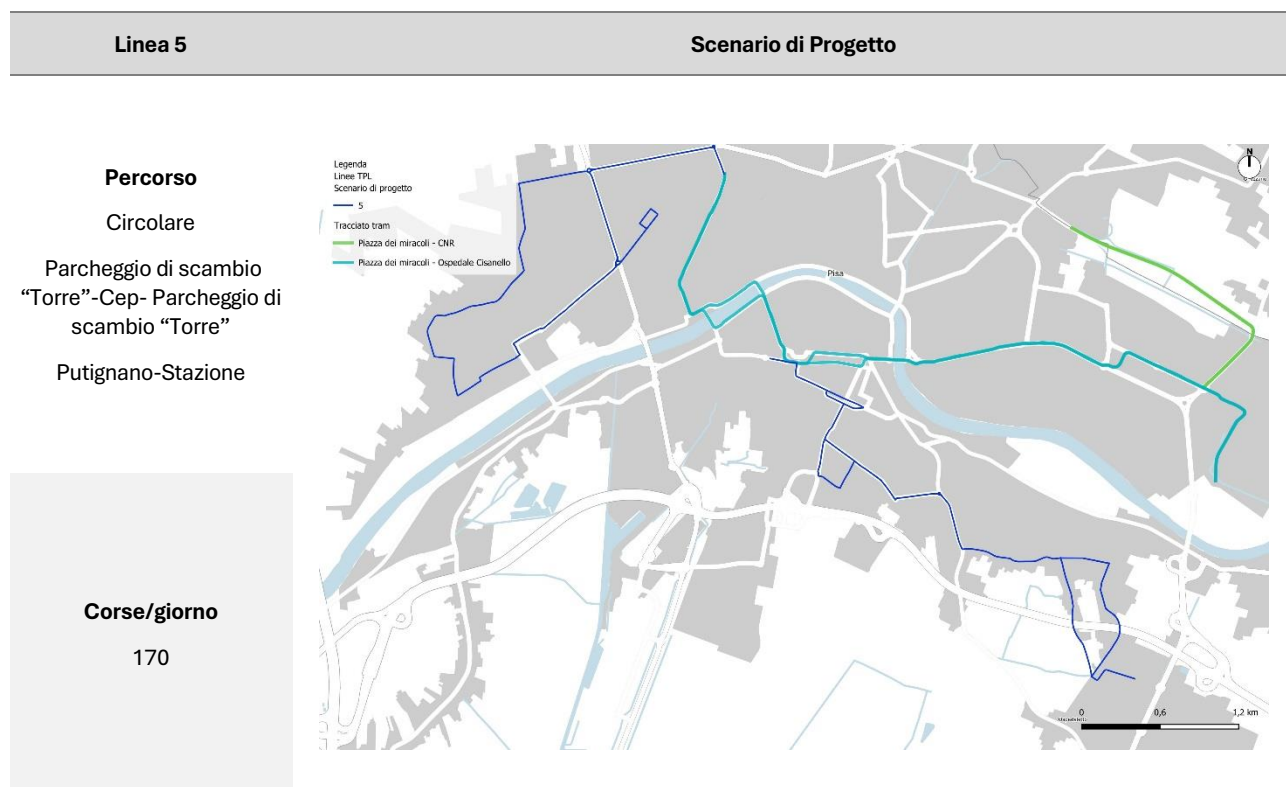 Linea 5
Scenario di Progetto
Percorso
Circolare
Parcheggio di scambio
“Torre”-Cep- Parcheggio di
scambio “Torre”
Putignano-Stazione
Corse/giorno
170
Legenda
Linee TPL
Scenario di progetto
5
Tracciato tram
Piazza dei miracoli - CNR
Piazza dei miracoli - Ospedale Cisanello
N
Pisa
0 0,6 1,2 km